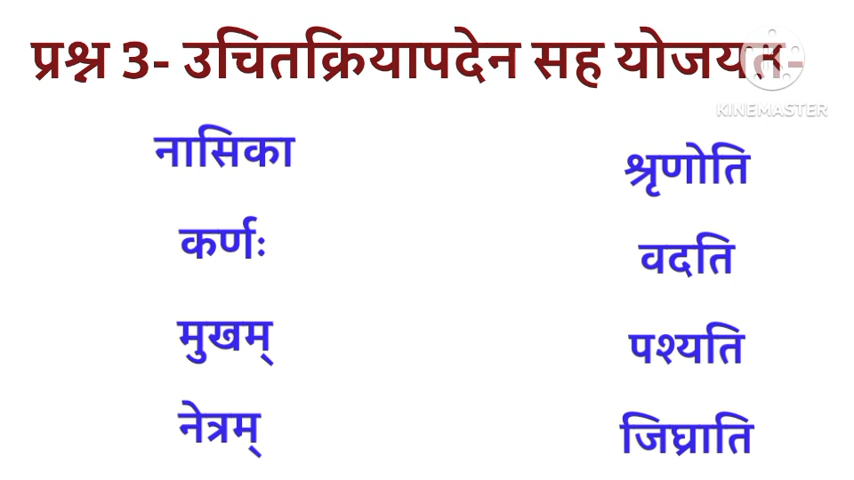 प्रश्न 3- उचितक्रियापदेन सह योजयत-
KINEMASTER
नासिका
श्रृणोति
कर्णः
वदति
मुखम्
पश्यति
नेत्रम्
जिघ्राति